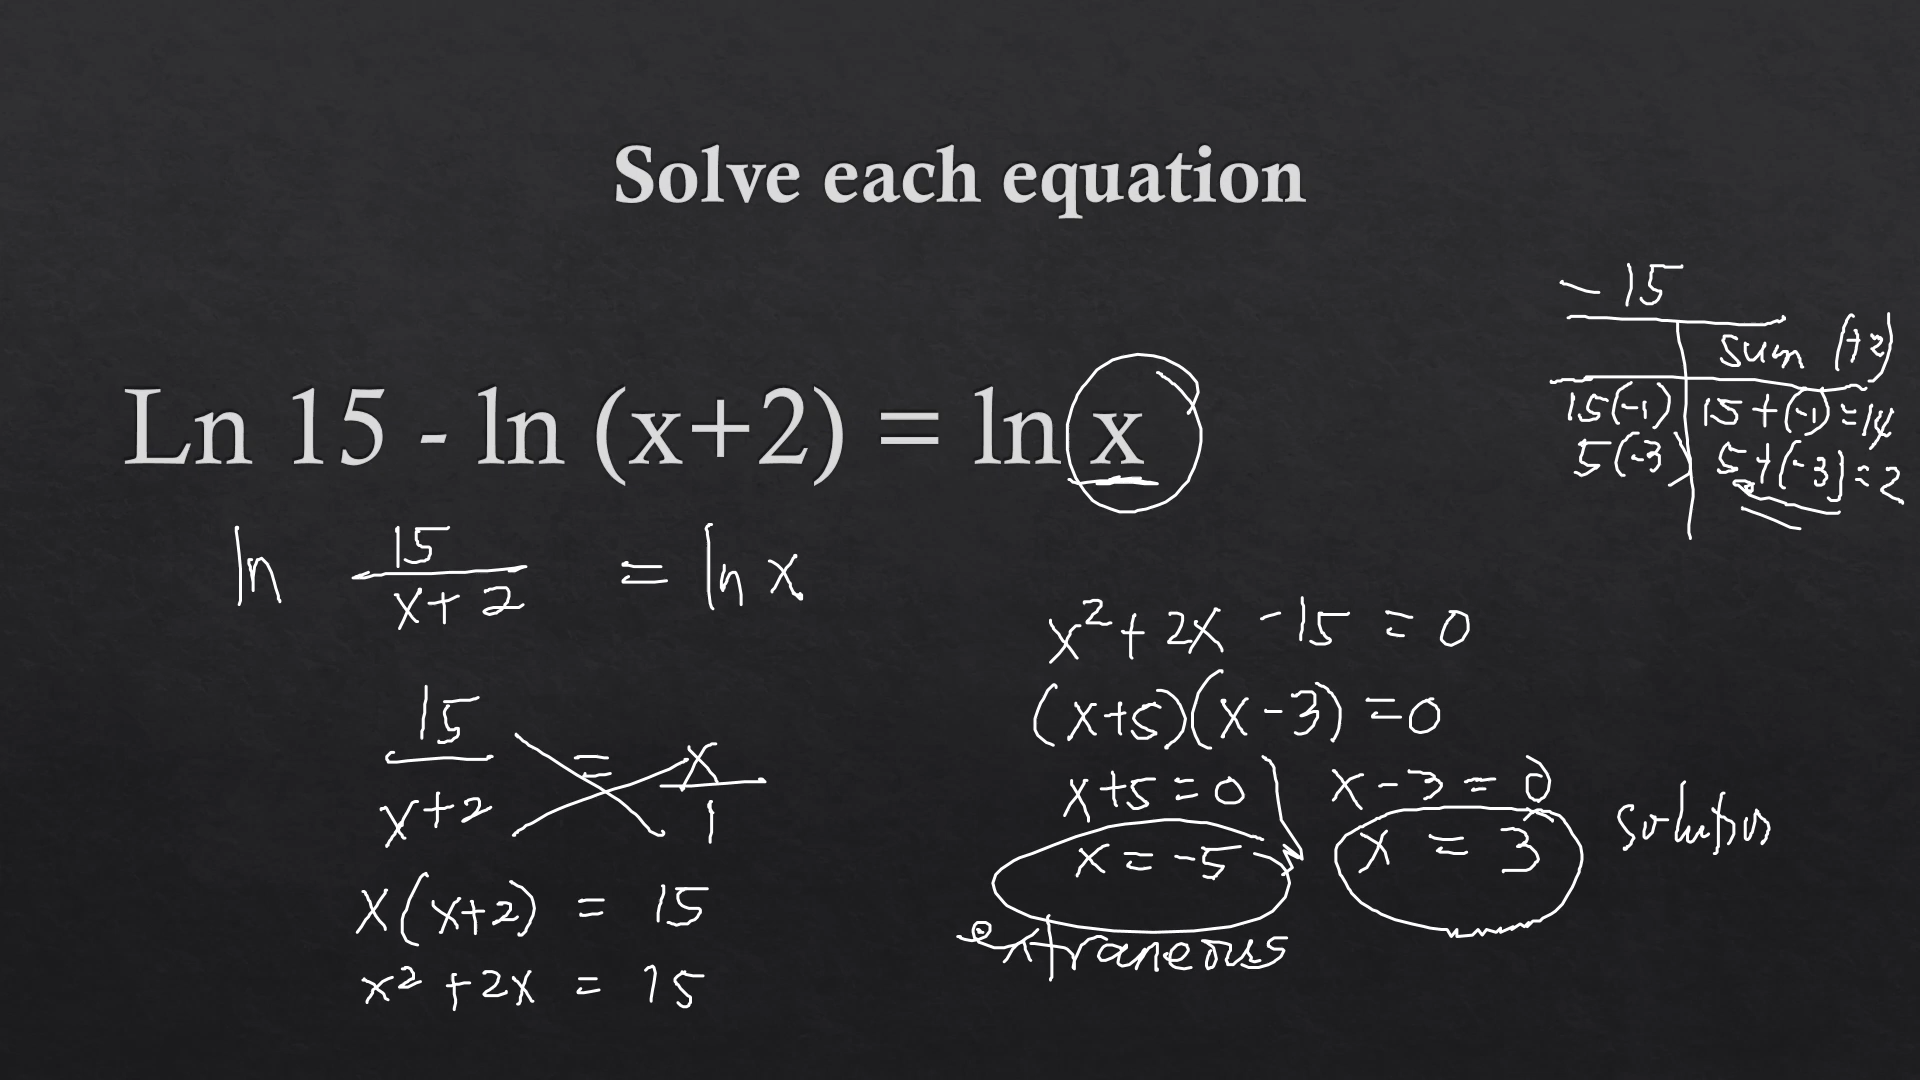 Solve each equation
Ln 15 - ln (x+2) = ln x
ln 15/(x+2) = ln x
15/(x+2) = x/1
x(x+2) = 15
x² + 2x = 15
x² + 2x - 15 = 0
(x+5)(x-3) = 0
x+5 = 0 x-3 = 0
x = -5 x = 3
extraneous
-15
sum (+2)
15(-1) 15+(-1)=14
5(-3) 5+(-3)=2